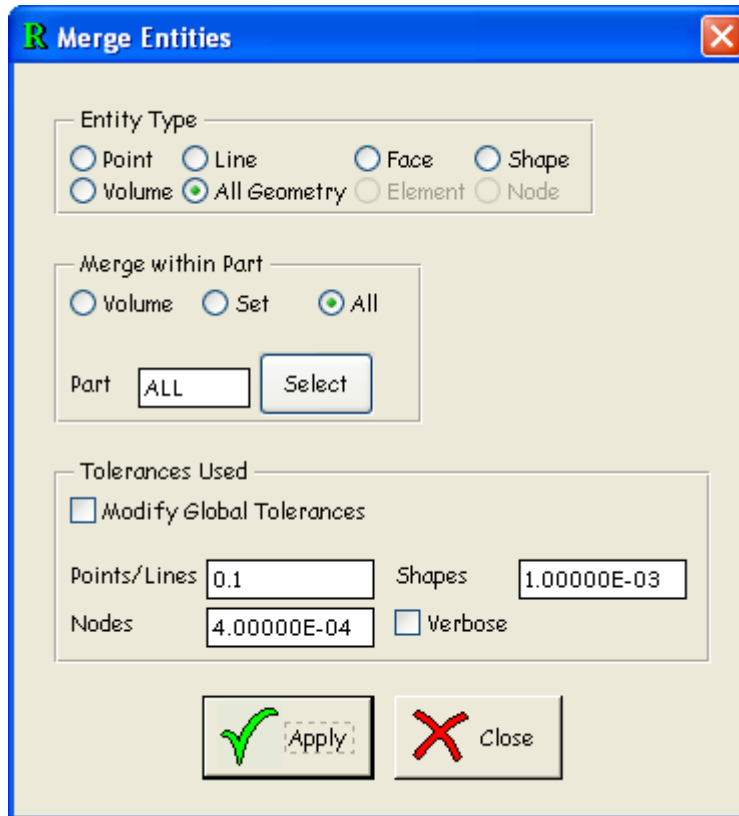 R Merge Entities
Entity Type
Point Line Face Shape
Volume All Geometry Element Node
Merge within Part
Volume Set All
Part ALL Select
Tolerances Used
Modify Global Tolerances
Points/Lines 0.1 Shapes 1.00000E-03
Nodes 4.00000E-04 Verbose
Apply Close